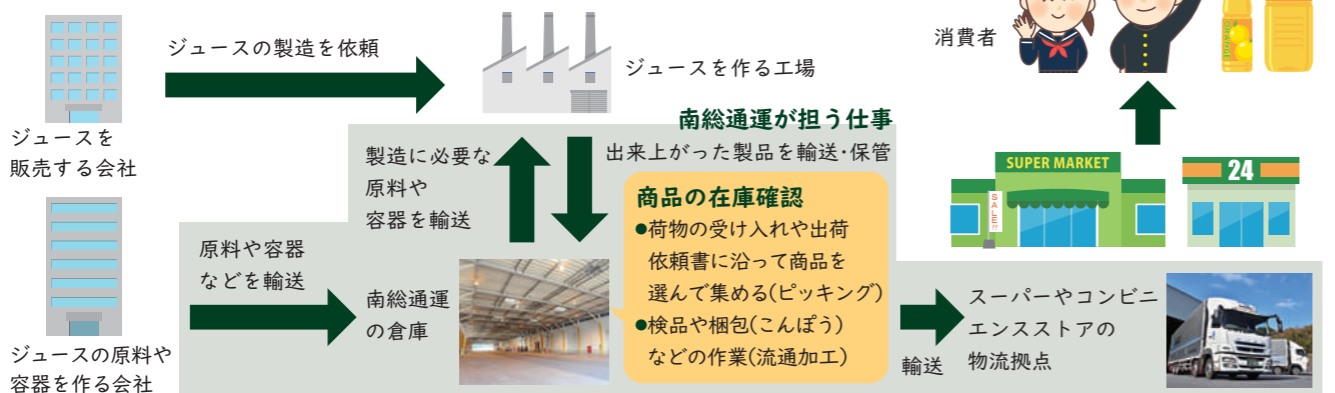 ジュースを
販売する会社
ジュースの製造を依頼
ジュースを作る工場
消費者
ORANGE
南総通運が担う仕事
製造に必要な
原料や
容器を輸送
出来上がった製品を輸送・保管
SUPER MARKET
SALE!!
24
ジュースの原料や
容器を作る会社
原料や容器
などを輸送
南総通運
の倉庫
商品の在庫確認
●荷物の受け入れや出荷
依頼書に沿って商品を
選んで集める(ピッキング)
●検品や梱包(こんぽう)
などの作業(流通加工)
輸送
スーパーやコンビニ
エンスストアの
物流拠点